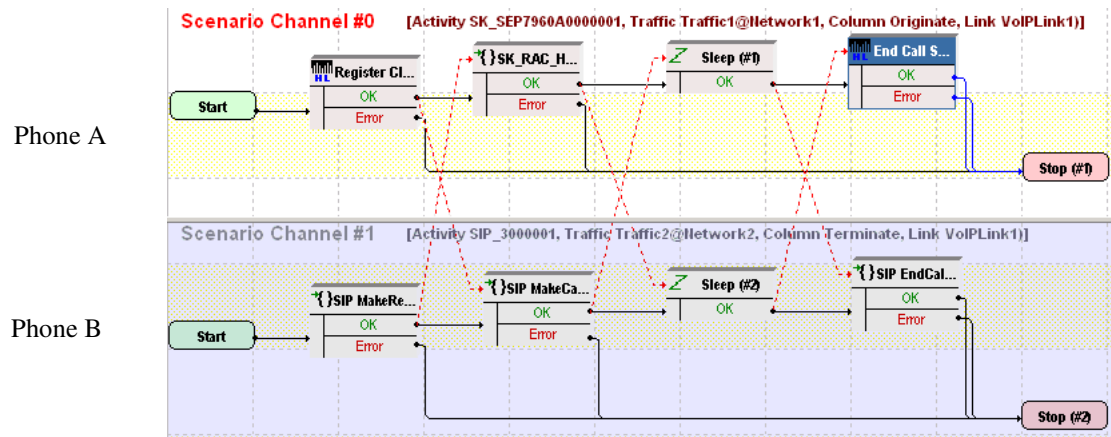 Scenario Channel #0 [Activity SK_SEP7960A0000001, Traffic Traffic1@Network1, Column Originate, Link VoIPLink1)]
Phone A
Start
HL Register Cl...
OK
Error
{}SK_RAC_H...
OK
Error
Sleep (#1)
OK
HL End Call S...
OK
Error
Stop (#1)
Scenario Channel #1 [Activity SIP_3000001, Traffic Traffic2@Network2, Column Terminate, Link VoIPLink1)]
Phone B
Start
{}SIP MakeRe...
OK
Error
{}SIP MakeCa...
OK
Error
Sleep (#2)
OK
{}SIP EndCal...
OK
Error
Stop (#2)